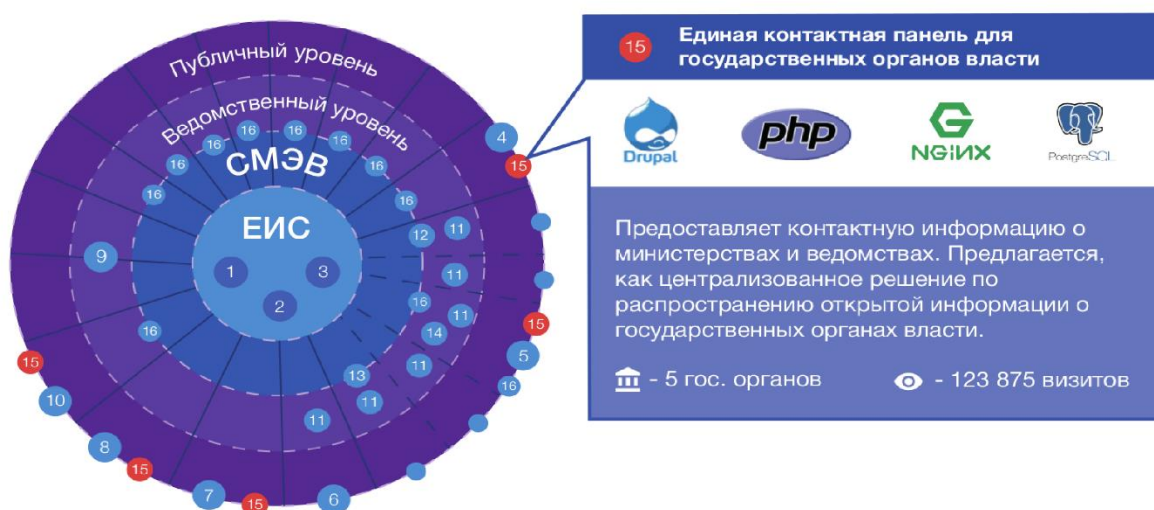 Публичный уровень
Ведомственный уровень
16
16
16
16
16
16
16
16
4
15
СМЭВ
ЕИС
12
11
9
1
3
11
2
16
11
15
16
14
5
15
11
13
16
10
11
11
8
15
7
15
6
15
Единая контактная панель для
государственных органов власти
Drupal
php
NGiNX
PostgreSQL
Предоставляет контактную информацию о
министерствах и ведомствах. Предлагается,
как централизованное решение по
распространению открытой информации о
государственных органах власти.
- 5 гос. органов
- 123 875 визитов